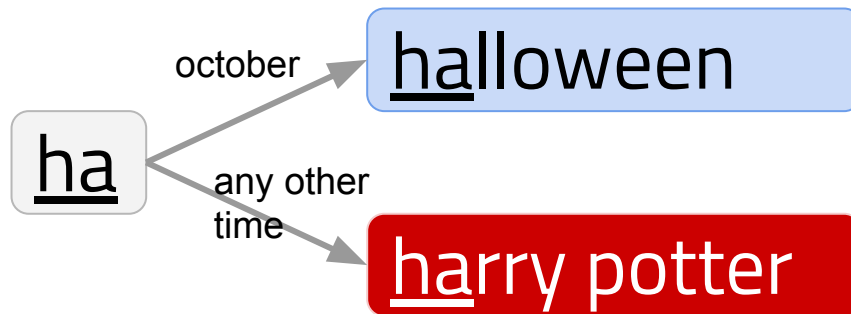 october
halloween
ha
any other
time
harry potter